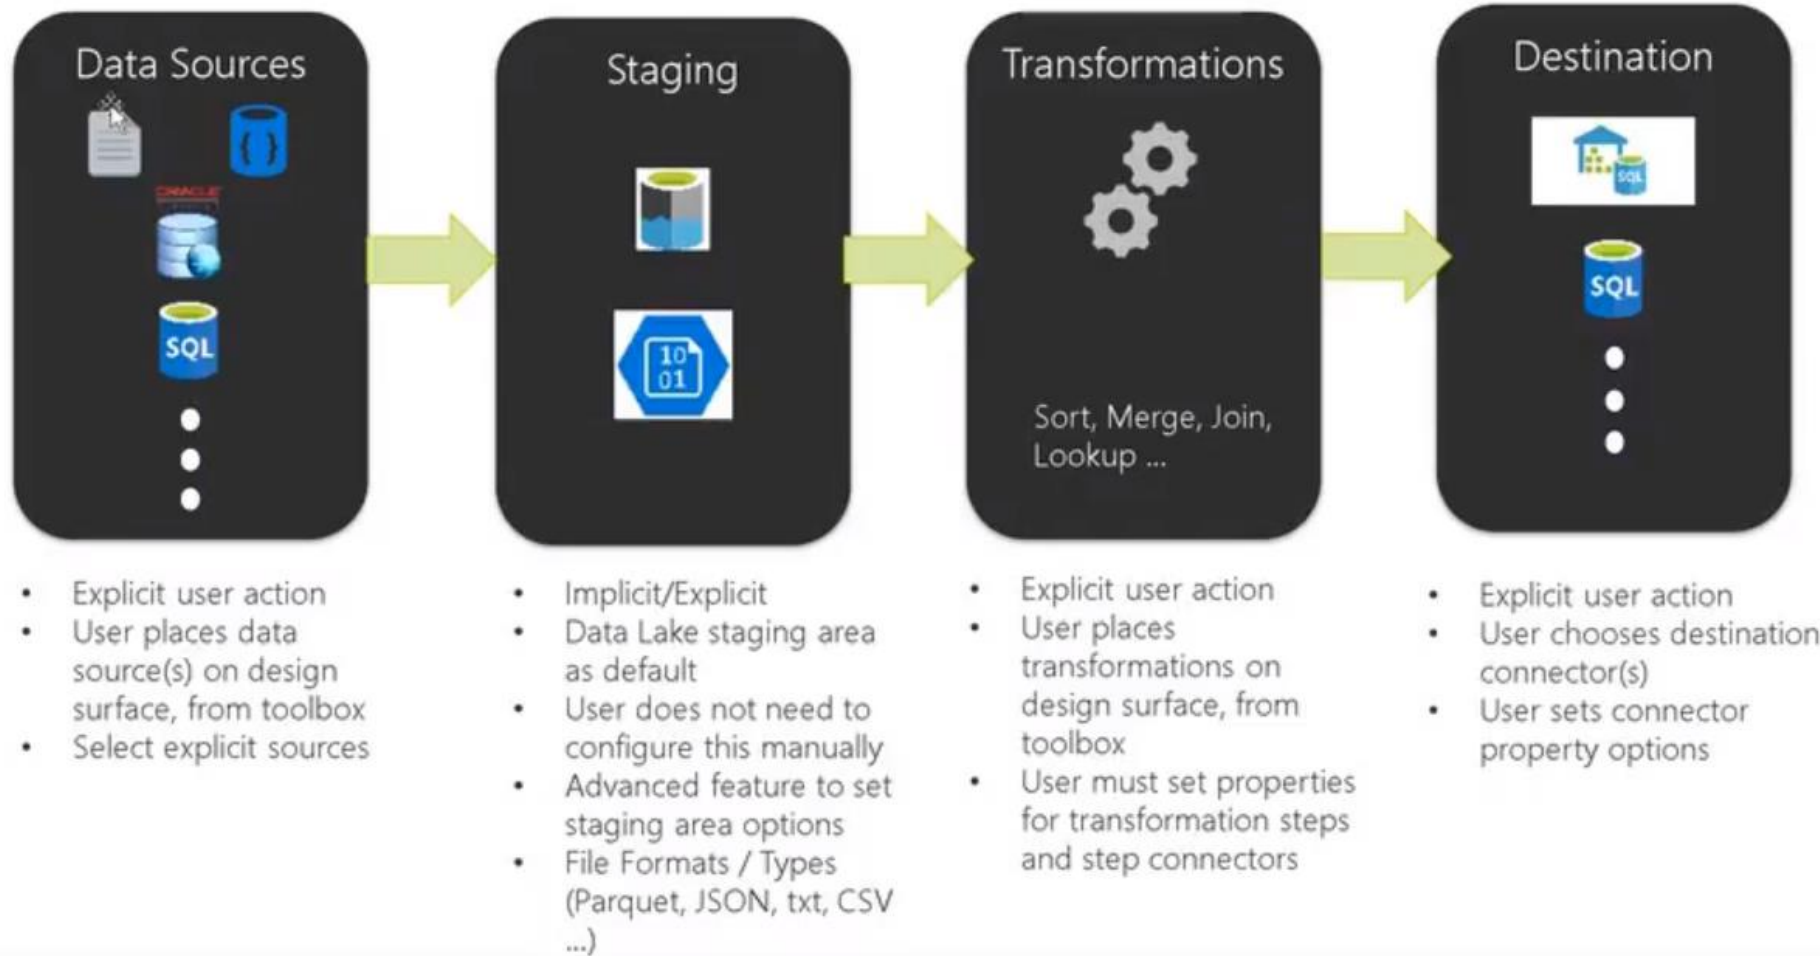 Data Sources
ORACLE
SQL
Staging
10
01
Transformations
Sort, Merge, Join,
Lookup ...
Destination
SQL
SQL
• Explicit user action
• User places data
source(s) on design
surface, from toolbox
• Select explicit sources
• Implicit/Explicit
• Data Lake staging area
as default
• User does not need to
configure this manually
• Advanced feature to set
staging area options
• File Formats / Types
(Parquet, JSON, txt, CSV
...)
• Explicit user action
• User places
transformations on
design surface, from
toolbox
• User must set properties
for transformation steps
and step connectors
• Explicit user action
• User chooses destination
connector(s)
• User sets connector
property options